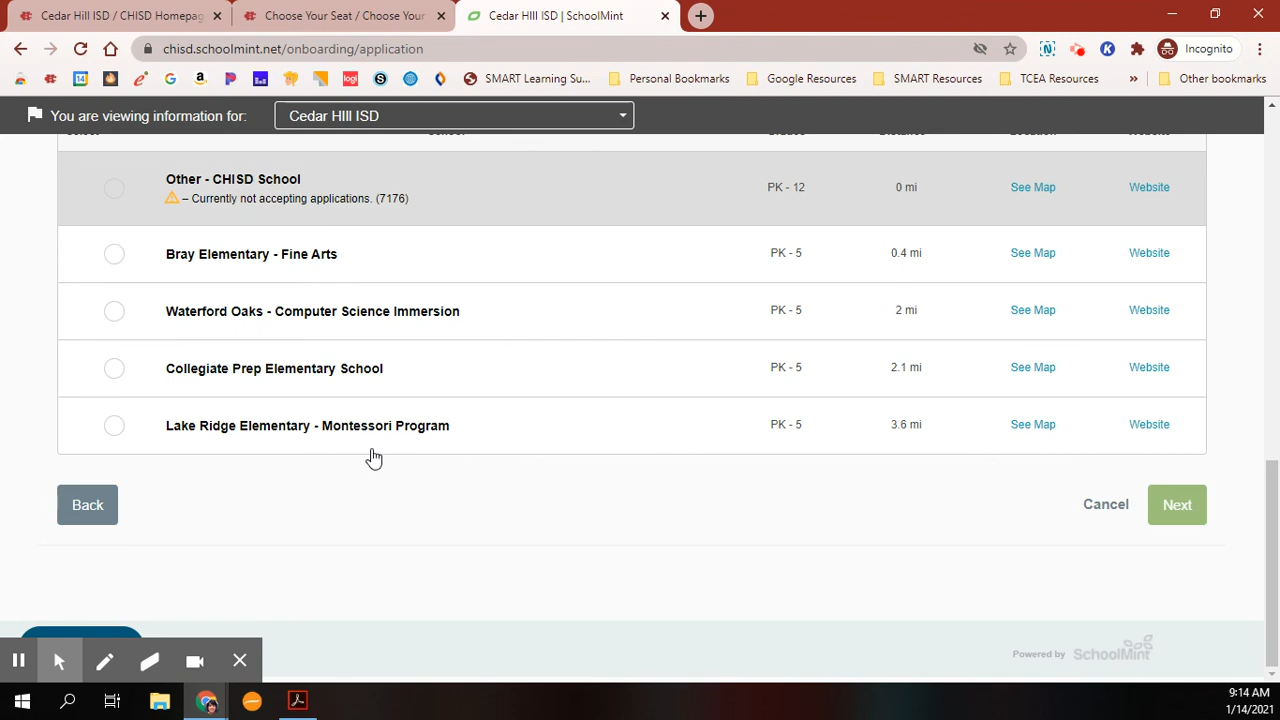 Cedar Hill ISD / CHISD Homepag
Choose Your Seat / Choose Your
Cedar Hill ISD | SchoolMint
chisd.schoolmint.net/onboarding/application
Incognito
SMART Learning Su...
Personal Bookmarks
Google Resources
SMART Resources
TCEA Resources
Other bookmarks
You are viewing information for:
Cedar HIll ISD
Other - CHISD School
– Currently not accepting applications. (7176)
PK - 12
0 mi
See Map
Website
Bray Elementary - Fine Arts
PK - 5
0.4 mi
See Map
Website
Waterford Oaks - Computer Science Immersion
PK - 5
2 mi
See Map
Website
Collegiate Prep Elementary School
PK - 5
2.1 mi
See Map
Website
Lake Ridge Elementary - Montessori Program
PK - 5
3.6 mi
See Map
Website
Back
Cancel
Next
Powered by SchoolMint
9:14 AM
1/14/2021